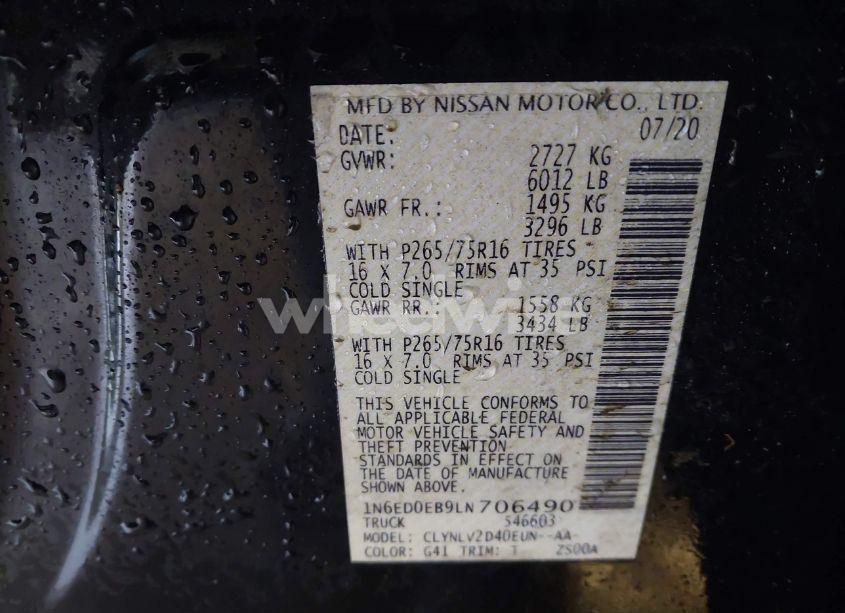 MFD BY NISSAN MOTOR CO., LTD.
DATE: 07/20
GVWR: 2727 KG
6012 LB
GAWR FR.: 1495 KG
3296 LB
WITH P265/75R16 TIRES
16 X 7.0 RIMS AT 35 PSI
COLD SINGLE
GAWR RR.: 1558 KG
3434 LB
WITH P265/75R16 TIRES
16 X 7.0 RIMS AT 35 PSI
COLD SINGLE
THIS VEHICLE CONFORMS TO
ALL APPLICABLE FEDERAL
MOTOR VEHICLE SAFETY AND
THEFT PREVENTION
STANDARDS IN EFFECT ON
THE DATE OF MANUFACTURE
SHOWN ABOVE.
1N6ED0EB9LN706490
TRUCK 546603
MODEL: CLYNLV2D40EUN--AA-
COLOR: G41 TRIM: T 2S00A